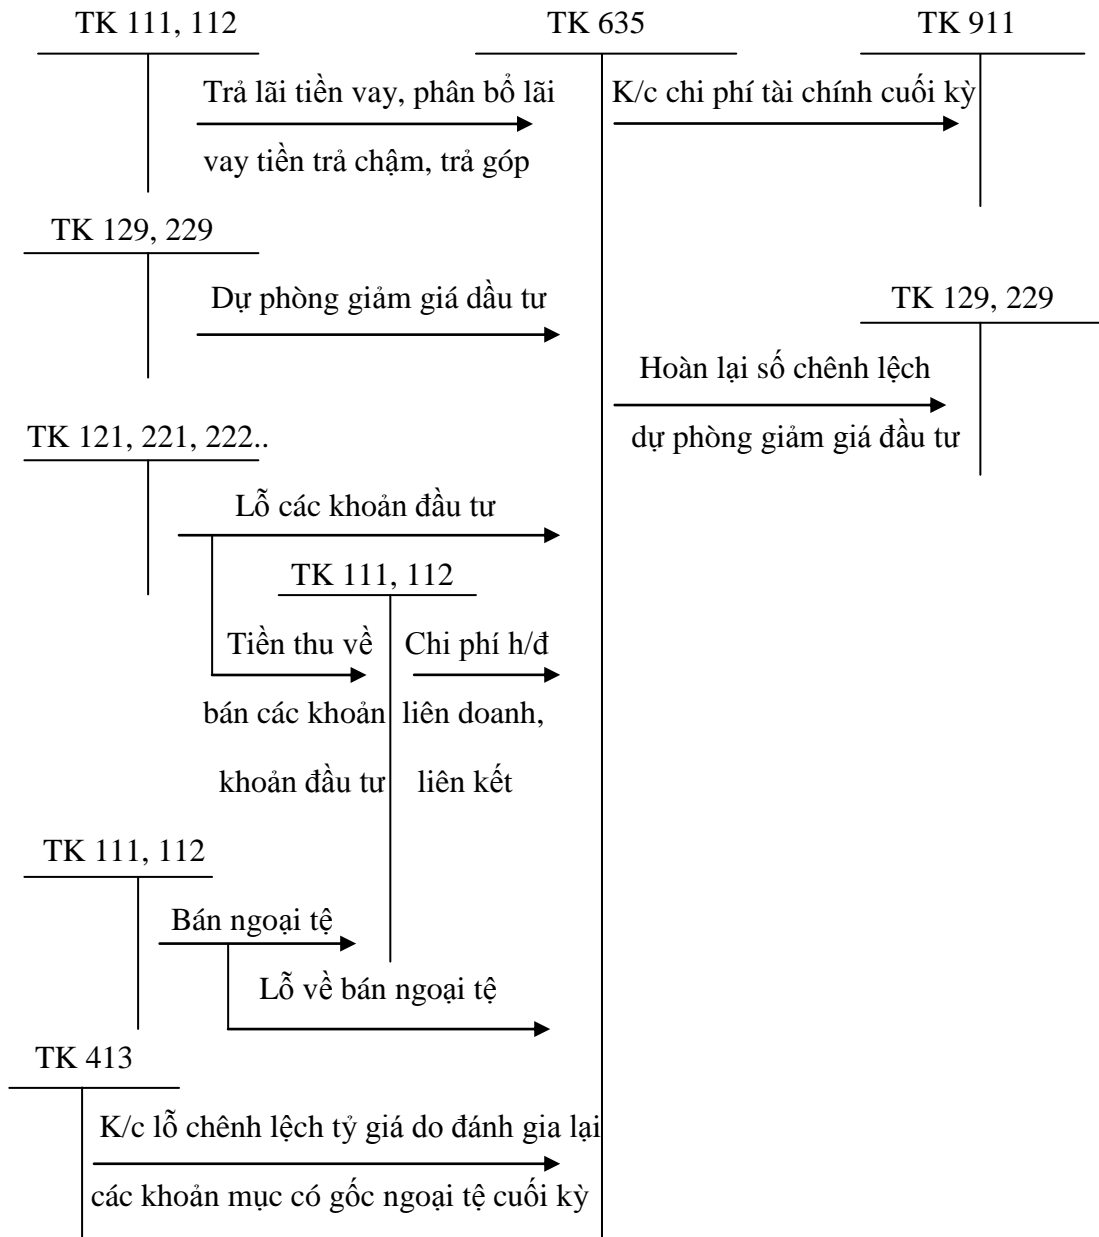 TK 111, 112
TK 635
TK 911
Trả lãi tiền vay, phân bổ lãi
K/c chi phí tài chính cuối kỳ
vay tiền trả chậm, trả góp
TK 129, 229
Dự phòng giảm giá dầu tư
TK 129, 229
Hoàn lại số chênh lệch
TK 121, 221, 222..
dự phòng giảm giá đầu tư
Lỗ các khoản đầu tư
TK 111, 112
Tiền thu về
Chi phí h/đ
bán các khoản
liên doanh,
khoản đầu tư
liên kết
TK 111, 112
Bán ngoại tệ
Lỗ về bán ngoại tệ
TK 413
K/c lỗ chênh lệch tỷ giá do đánh gia lại
các khoản mục có gốc ngoại tệ cuối kỳ